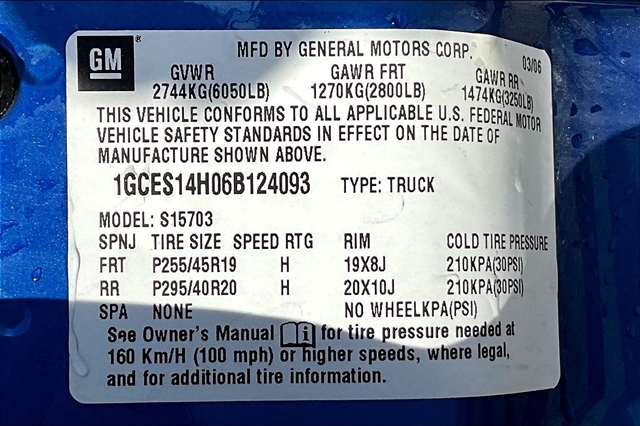 GM ® MFD BY GENERAL MOTORS CORP. 03/06
GVWR GAWR FRT GAWR RR
2744KG(6050LB) 1270KG(2800LB) 1474KG(3250LB)
THIS VEHICLE CONFORMS TO ALL APPLICABLE U.S. FEDERAL MOTOR
VEHICLE SAFETY STANDARDS IN EFFECT ON THE DATE OF
MANUFACTURE SHOWN ABOVE.
1GCES14H06B124093 TYPE: TRUCK
MODEL: S15703
SPNJ TIRE SIZE SPEED RTG RIM COLD TIRE PRESSURE
FRT P255/45R19 H 19X8J 210KPA(30PSI)
RR P295/40R20 H 20X10J 210KPA(30PSI)
SPA NONE NO WHEELKPA(PSI)
See Owner's Manual i for tire pressure needed at
160 Km/H (100 mph) or higher speeds, where legal,
and for additional tire information.